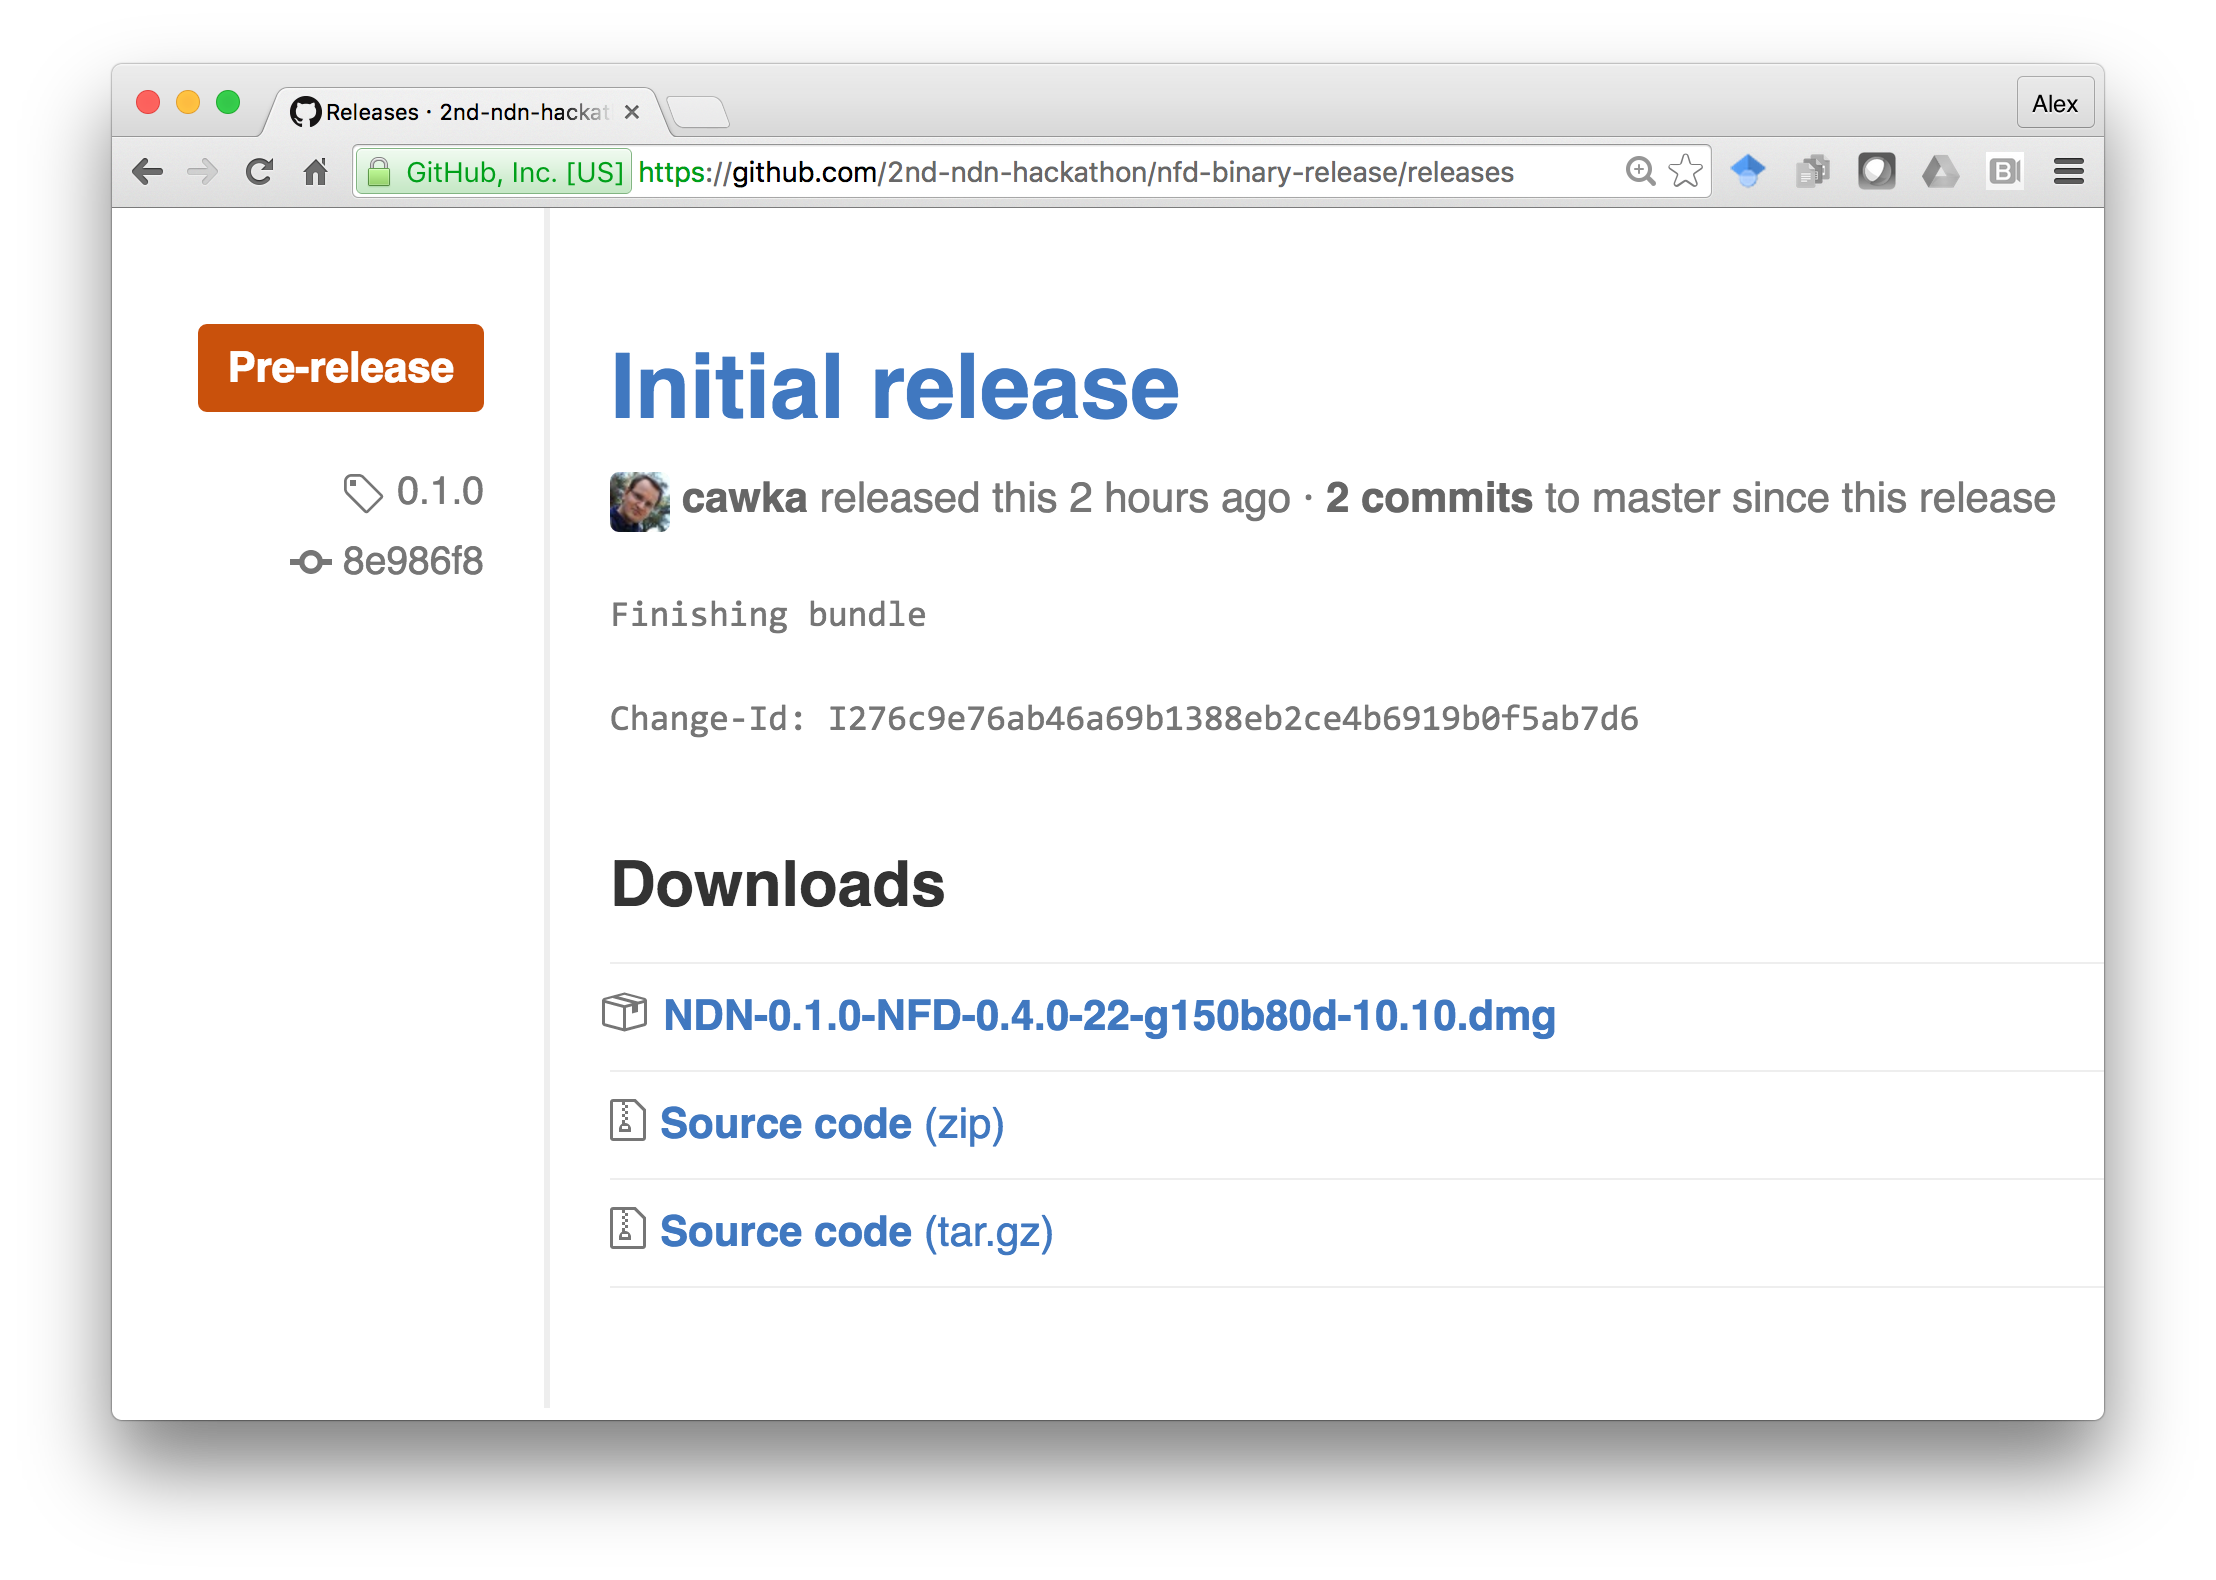 Releases · 2nd-ndn-hackat
Alex
GitHub, Inc. [US] https://github.com/2nd-ndn-hackathon/nfd-binary-release/releases
Pre-release
0.1.0
8e986f8
Initial release
cawka released this 2 hours ago · 2 commits to master since this release
Finishing bundle
Change-Id: I276c9e76ab46a69b1388eb2ce4b6919b0f5ab7d6
Downloads
NDN-0.1.0-NFD-0.4.0-22-g150b80d-10.10.dmg
Source code (zip)
Source code (tar.gz)